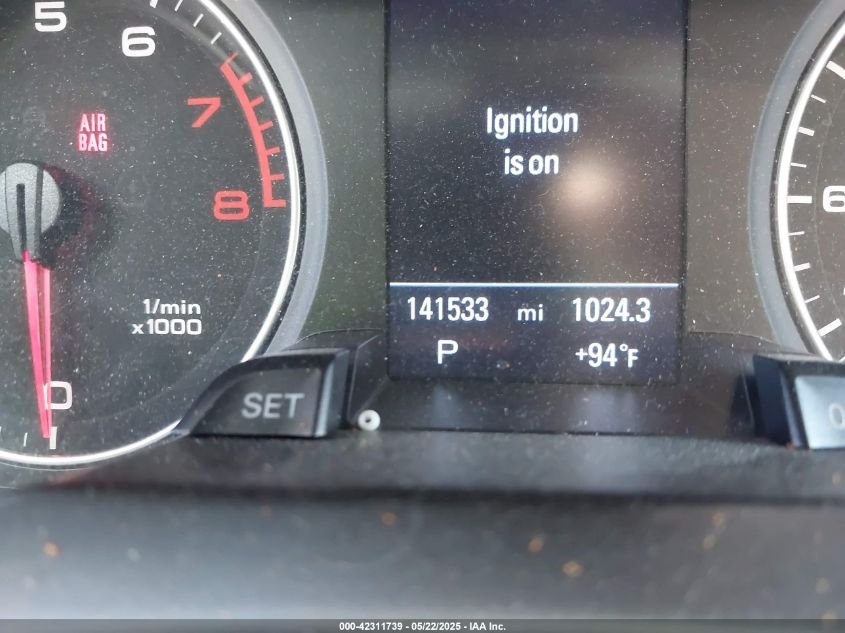 5
6
7
8
AIR
BAG
1/min
x1000
0
SET
Ignition
is on
141533 mi 1024.3
P +94°F
6
0
000-42311739 - 05/22/2025 - IAA Inc.